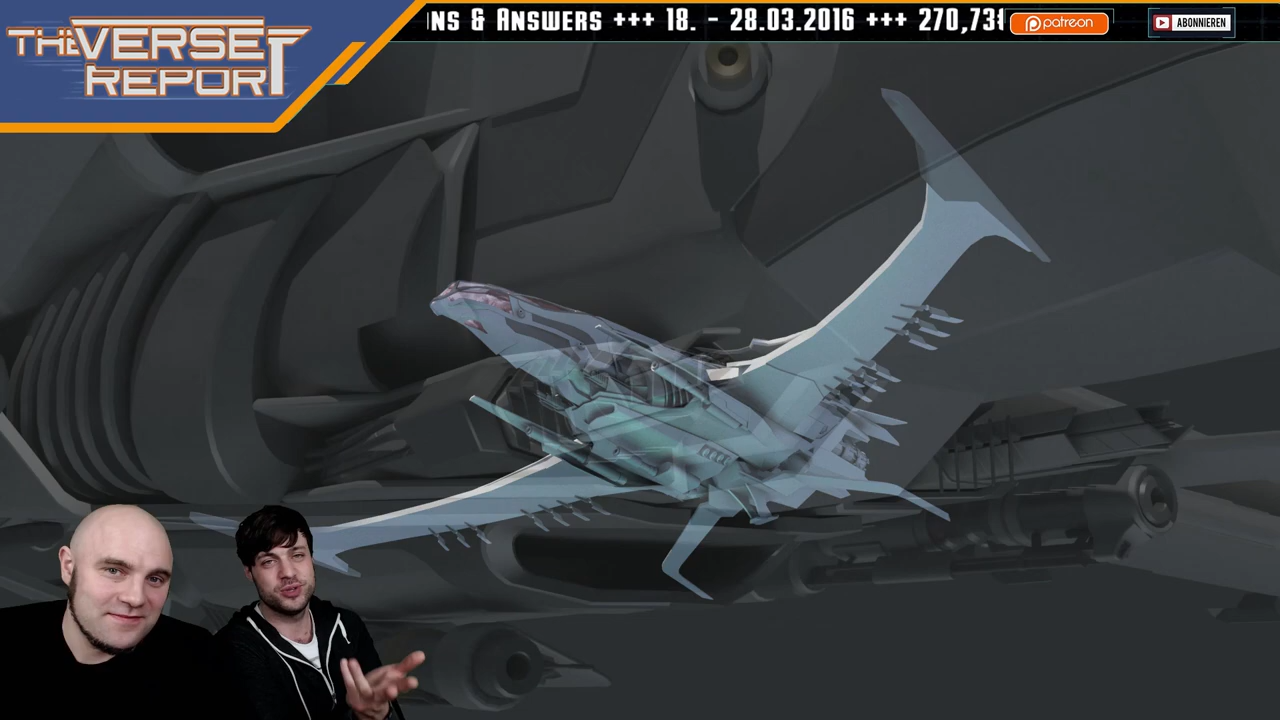 THE VERSE
REPORT
NS & ANSWERS +++ 18. - 28.03.2016 +++ 270,73
patreon
ABONNIEREN